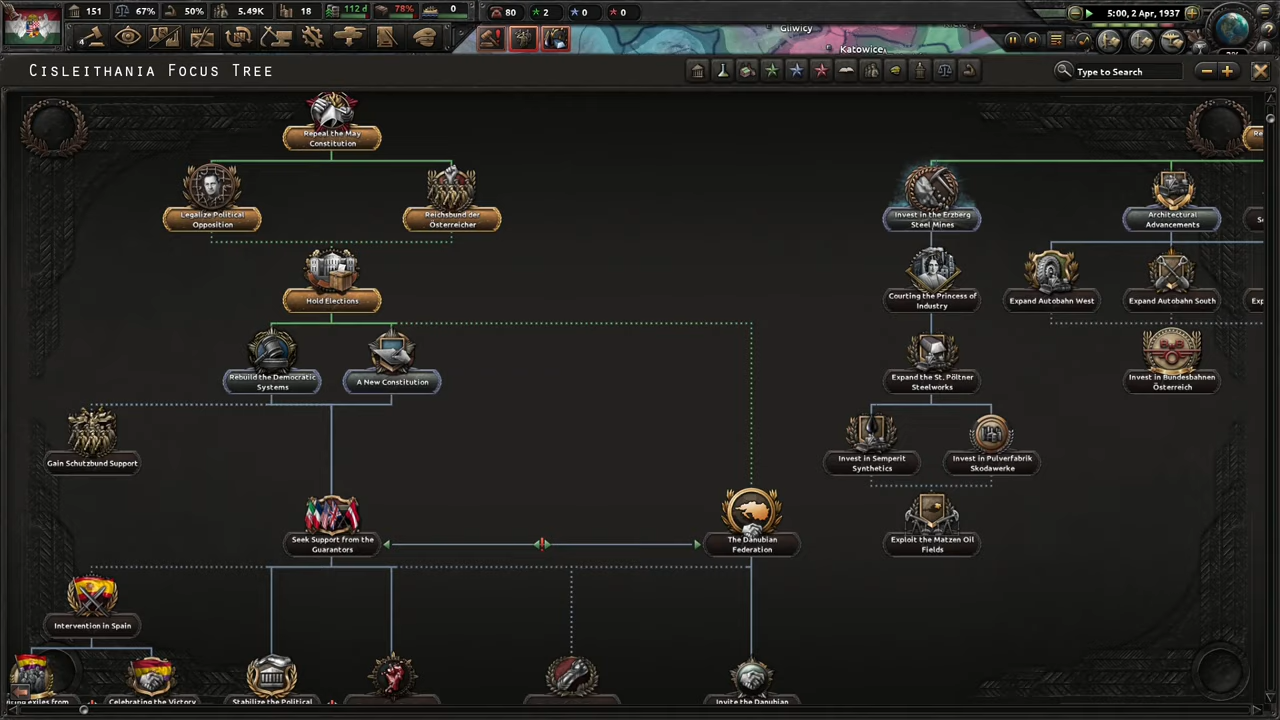 151
67%
50%
5.49K
18
112 d
78%
0
80
2
0
0
5:00, 2 Apr, 1937
4
Gliwicy
Katowice
CISLEITHANIA FOCUS TREE
Type to Search
Repeal the May
Constitution
Legalize Political
Opposition
Reichsbund der
Österreicher
Invest in the Erzberg
Steel Mines
Architectural
Advancements
Hold Elections
Courting the Princess of
Industry
Expand Autobahn West
Expand Autobahn South
Rebuild the Democratic
Systems
A New Constitution
Expand the St. Pöltner
Steelworks
Invest in Bundesbahnen
Österreich
Gain Schutzbund Support
Invest in Semperit
Synthetics
Invest in Pulverfabrik
Skodawerke
Seek Support from the
Guarantors
The Danubian
Federation
Exploit the Matzen Oil
Fields
Intervention in Spain
Celebrating the Victory
Stabilize the Political
Invite the Danubian